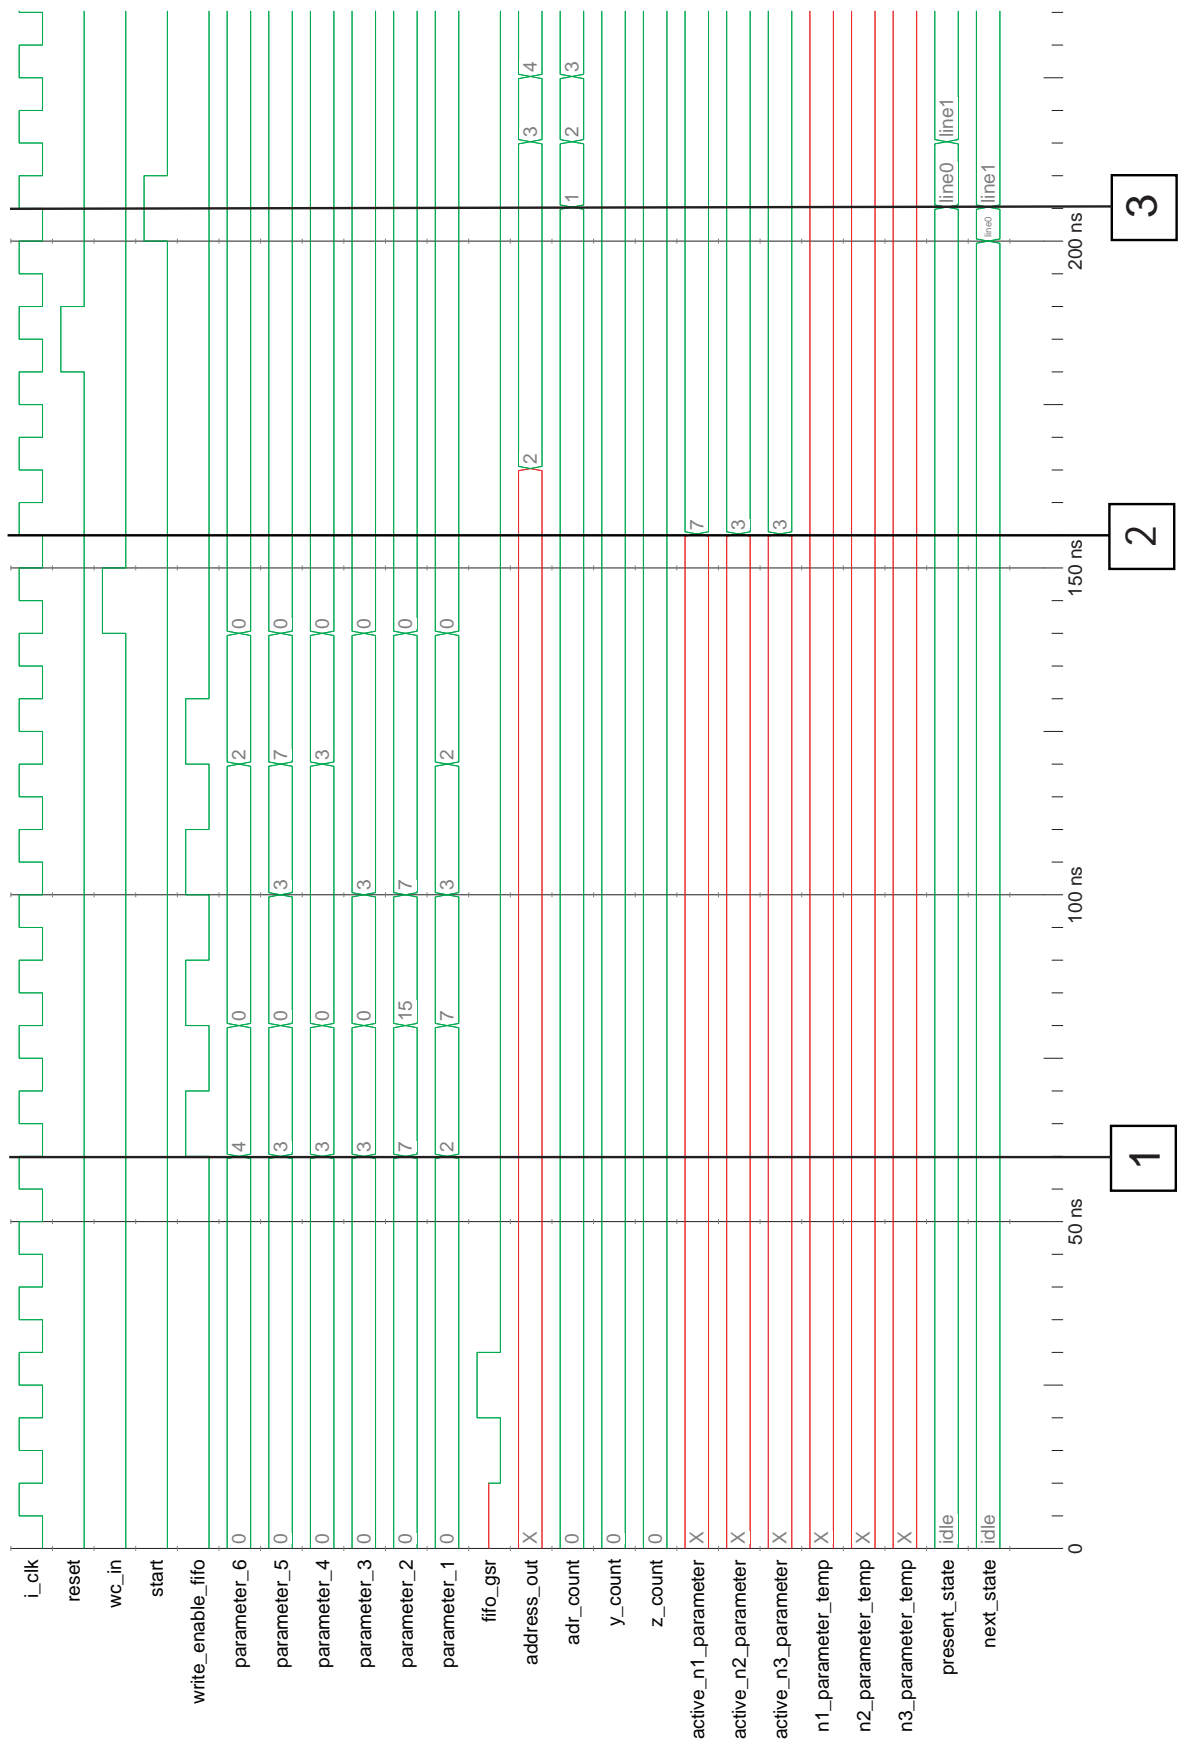 i_clk
reset
wc_in
start
write_enable_fifo
parameter_6 0 4 0 2 0
parameter_5 0 3 0 3 7 0
parameter_4 0 3 0 3 0
parameter_3 0 3 0 3 0
parameter_2 0 7 15 7 0
parameter_1 0 2 7 3 2 0
fifo_gsr
address_out X 2 3 4
adr_count 0 1 2 3
y_count 0
z_count 0
active_n1_parameter X 7
active_n2_parameter X 3
active_n3_parameter X 3
n1_parameter_temp X
n2_parameter_temp X
n3_parameter_temp X
present_state idle line0 line1
next_state idle line0 line1
0 50 ns 100 ns 150 ns 200 ns
1 2 3